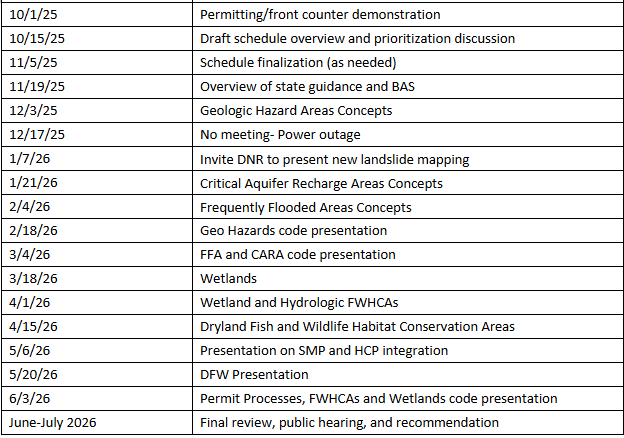 10/1/25 Permitting/front counter demonstration
10/15/25 Draft schedule overview and prioritization discussion
11/5/25 Schedule finalization (as needed)
11/19/25 Overview of state guidance and BAS
12/3/25 Geologic Hazard Areas Concepts
12/17/25 No meeting- Power outage
1/7/26 Invite DNR to present new landslide mapping
1/21/26 Critical Aquifer Recharge Areas Concepts
2/4/26 Frequently Flooded Areas Concepts
2/18/26 Geo Hazards code presentation
3/4/26 FFA and CARA code presentation
3/18/26 Wetlands
4/1/26 Wetland and Hydrologic FWHCAs
4/15/26 Dryland Fish and Wildlife Habitat Conservation Areas
5/6/26 Presentation on SMP and HCP integration
5/20/26 DFW Presentation
6/3/26 Permit Processes, FWHCAs and Wetlands code presentation
June-July 2026 Final review, public hearing, and recommendation